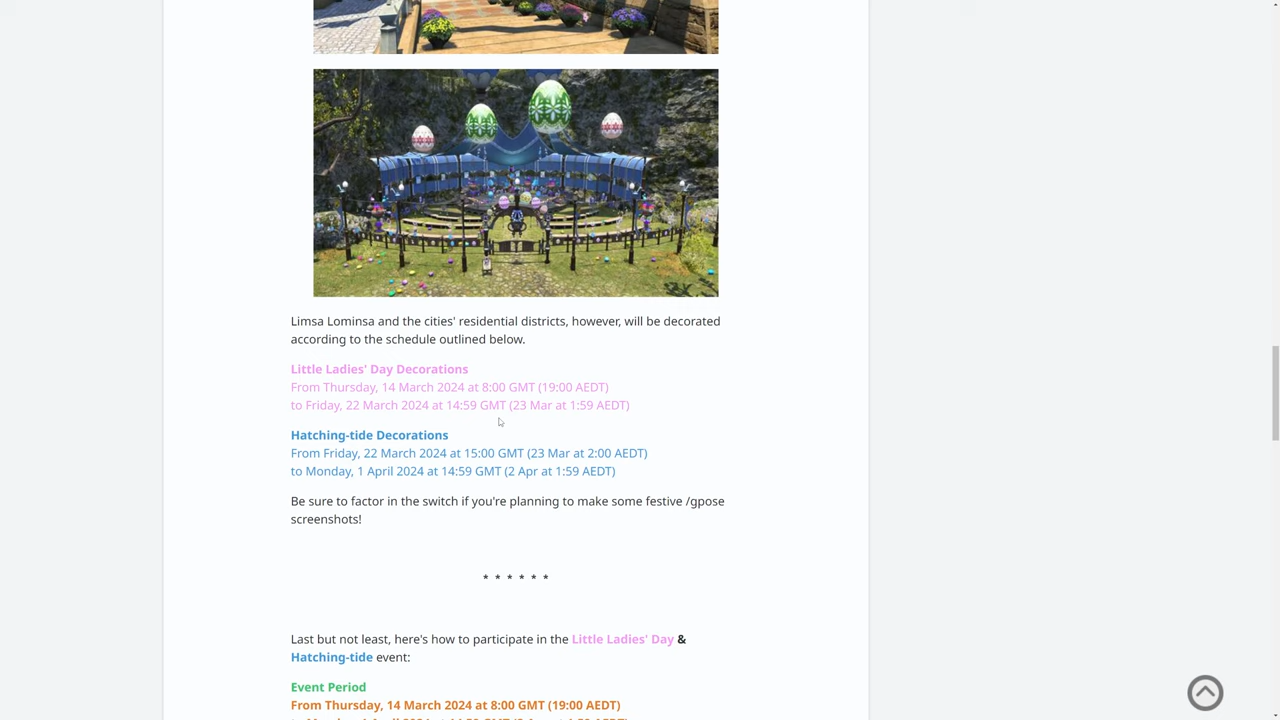 Limsa Lominsa and the cities' residential districts, however, will be decorated
according to the schedule outlined below.
Little Ladies' Day Decorations
From Thursday, 14 March 2024 at 8:00 GMT (19:00 AEDT)
to Friday, 22 March 2024 at 14:59 GMT (23 Mar at 1:59 AEDT)
Hatching-tide Decorations
From Friday, 22 March 2024 at 15:00 GMT (23 Mar at 2:00 AEDT)
to Monday, 1 April 2024 at 14:59 GMT (2 Apr at 1:59 AEDT)
Be sure to factor in the switch if you're planning to make some festive /gpose
screenshots!
* * * * * *
Last but not least, here's how to participate in the Little Ladies' Day &
Hatching-tide event:
Event Period
From Thursday, 14 March 2024 at 8:00 GMT (19:00 AEDT)